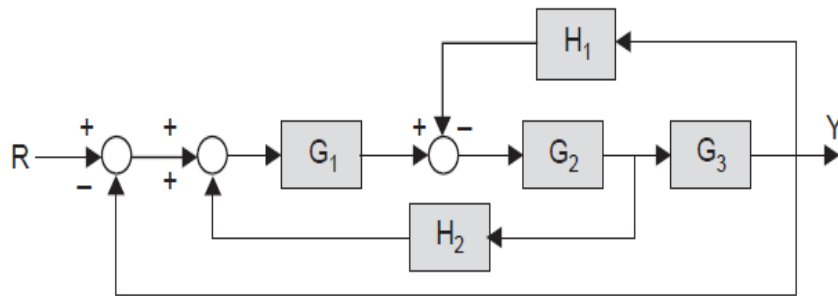 H₁
+ + + − Y
R G₁ G₂ G₃
− +
H₂